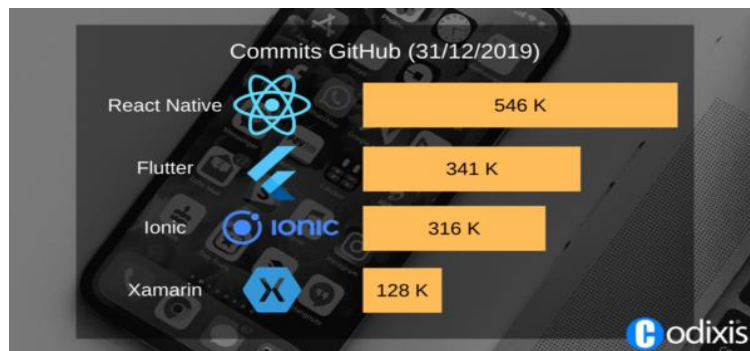 Commits GitHub (31/12/2019)
React Native 546 K
Flutter 341 K
Ionic IONIC 316 K
Xamarin 128 K
Codixis